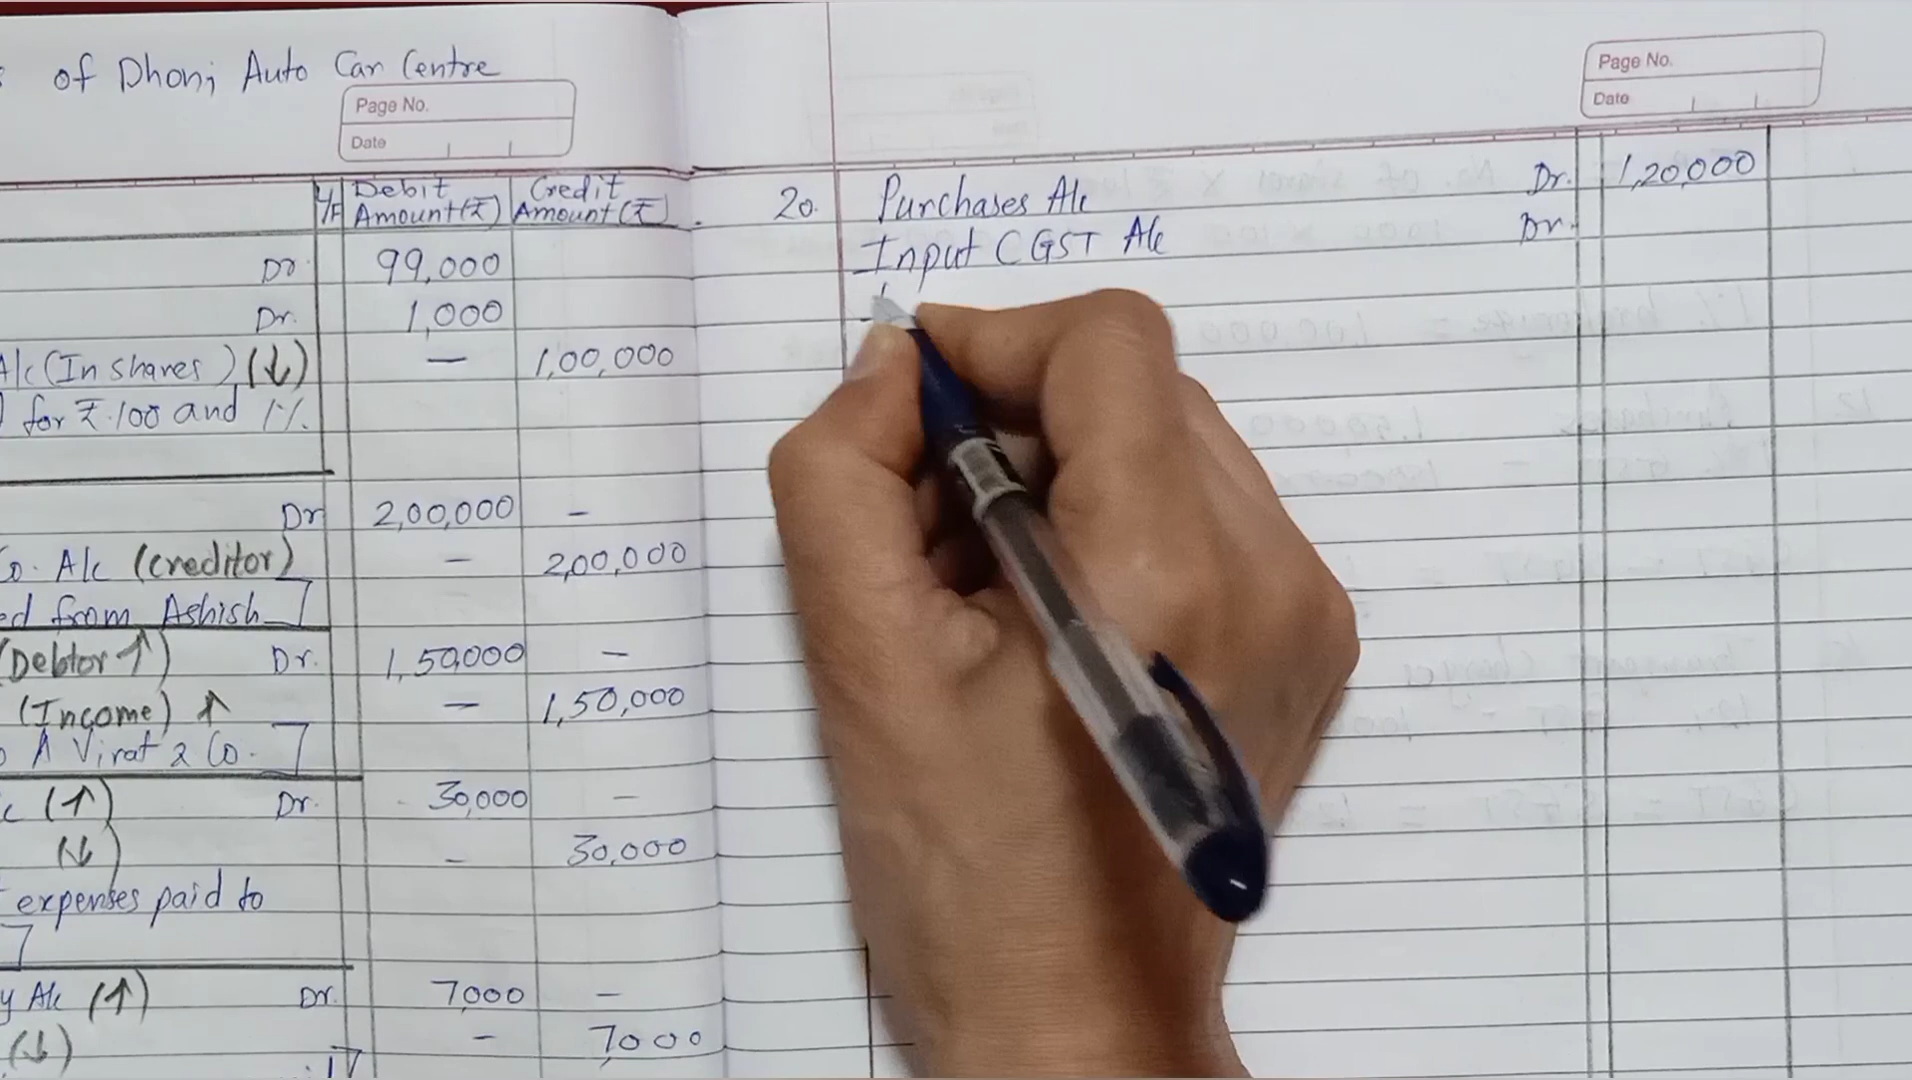 of Dhoni Auto Car Centre
Page No.
Date
L/F Debit Amount(₹) Credit Amount(₹)
Dr 99,000
Dr. 1,000
A/c (In shares) (↓) — 1,00,000
for ₹.100 and 1%.
Dr 2,00,000 –
Co. A/c (creditor) – 2,00,000
ed from Ashish ]
(Debtor ↑) Dr. 1,50,000 –
(Income) ↑ – 1,50,000
o A Virat & Co. ]
c (↑) Dr. 30,000 –
(↓) – 30,000
expenses paid to
]
y A/c (↑) Dr. 7000 –
(↓) – 7,000
Page No.
Date
20. Purchases A/c Dr. 1,20,000
Input CGST A/c Dr.